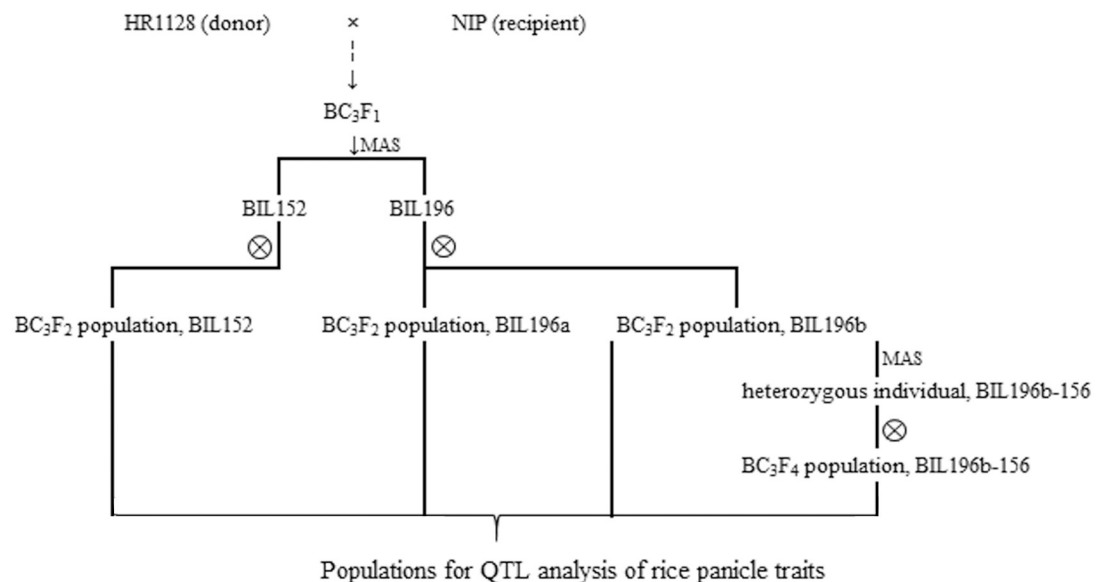 HR1128 (donor) × NIP (recipient)
BC₃F₁
↓MAS
BIL152 BIL196
BC₃F₂ population, BIL152 BC₃F₂ population, BIL196a BC₃F₂ population, BIL196b
MAS
heterozygous individual, BIL196b-156
BC₃F₄ population, BIL196b-156
Populations for QTL analysis of rice panicle traits